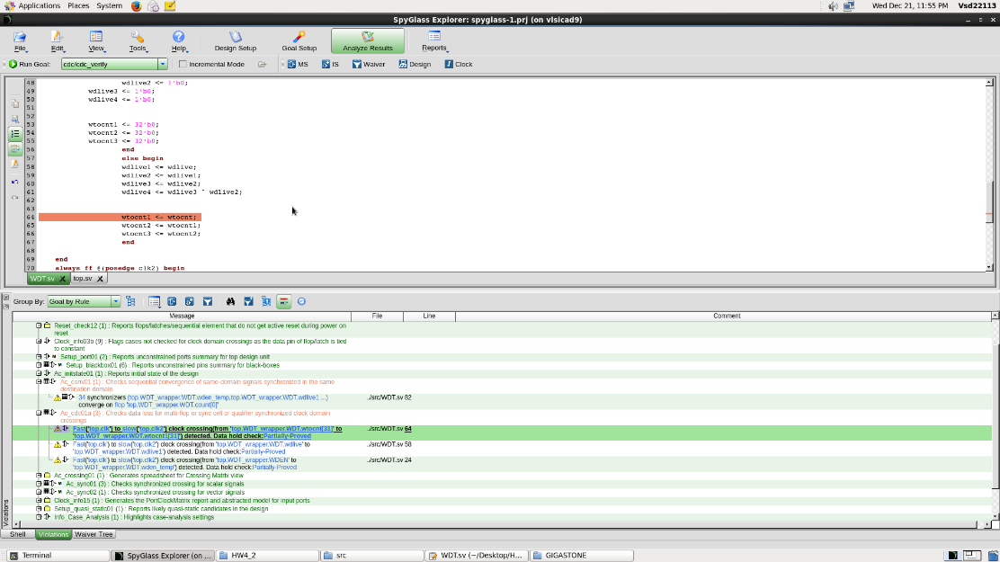 Applications Places System Wed Dec 21, 11:55 PM Vsd22113
SpyGlass Explorer: spyglass-1.prj (on vlsicad9)
File Edit View Tools Help Design Setup Goal Setup Analyze Results Reports
Run Goal: cdc/cdc_verify Incremental Mode MS IS Waiver Design Clock
48 wdlive2 <= 1'b0;
49 wdlive3 <= 1'b0;
50 wdlive4 <= 1'b0;
51
52
53 wtocnt1 <= 32'b0;
54 wtocnt2 <= 32'b0;
55 wtocnt3 <= 32'b0;
56 end
57 else begin
58 wdlive1 <= wdlive;
59 wdlive2 <= wdlive1;
60 wdlive3 <= wdlive2;
61 wdlive4 <= wdlive3 ^ wdlive2;
62
63
64 wtocnt1 <= wtocnt;
65 wtocnt2 <= wtocnt1;
66 wtocnt3 <= wtocnt2;
67 end
68
69 end
70 always_ff @(posedge clk2) begin
WDT.sv X top.sv X
Group By: Goal by Rule
Message File Line Comment
Reset_check12 (1) : Reports flops/latches/sequential element that do not get active reset during power on
reset
Clock_info03b (9) : Flags cases not checked for clock domain crossings as the data pin of flop/latch is tied
to constant
Setup_port01 (2) : Reports unconstrained ports summary for top design unit
Setup_blackbox01 (6) : Reports unconstrained pins summary for black-boxes
Ac_initstate01 (1) : Reports initial state of the design
Ac_conv01 (1) : Checks sequential convergence of same-domain signals synchronized in the same
destination domain
34 synchronizers (top.WDT_wrapper.WDT.wden_temp,top.WDT_wrapper.WDT.wdlive1 ...) ../src/WDT.sv 82
converge on flop 'top.WDT_wrapper.WDT.count[0]'
Ac_cdc01a (3) : Checks data loss for multi-flop or sync cell or qualifier synchronized clock domain
crossings
Fast('top.clk') to slow('top.clk2') clock crossing(from 'top.WDT_wrapper.WDT.wtocnt[31]' to ../src/WDT.sv 64
'top.WDT_wrapper.WDT.wtocnt1[31]') detected. Data hold check:Partially-Proved
Fast('top.clk') to slow('top.clk2') clock crossing(from 'top.WDT_wrapper.WDT.wdlive' to ../src/WDT.sv 58
'top.WDT_wrapper.WDT.wdlive1') detected. Data hold check:Partially-Proved
Fast('top.clk') to slow('top.clk2') clock crossing(from 'top.WDT_wrapper.WDEN' to ../src/WDT.sv 24
'top.WDT_wrapper.WDT.wden_temp') detected. Data hold check:Partially-Proved
Ac_crossing01 (1) : Generates spreadsheet for Crossing Matrix view
Ac_sync01 (3) : Checks synchronized crossing for scalar signals
Ac_sync02 (1) : Checks synchronized crossing for vector signals
Clock_info15 (1) : Generates the PortClockMatrix report and abstracted model for input ports
Setup_quasi_static01 (1) : Reports likely quasi-static candidates in the design
Info_Case_Analysis (1) : Highlights case-analysis settings
Violations
Shell Violations Waiver Tree
Terminal SpyGlass Explorer (on ... HW4_2 src WDT.sv (~/Desktop/H... GIGASTONE